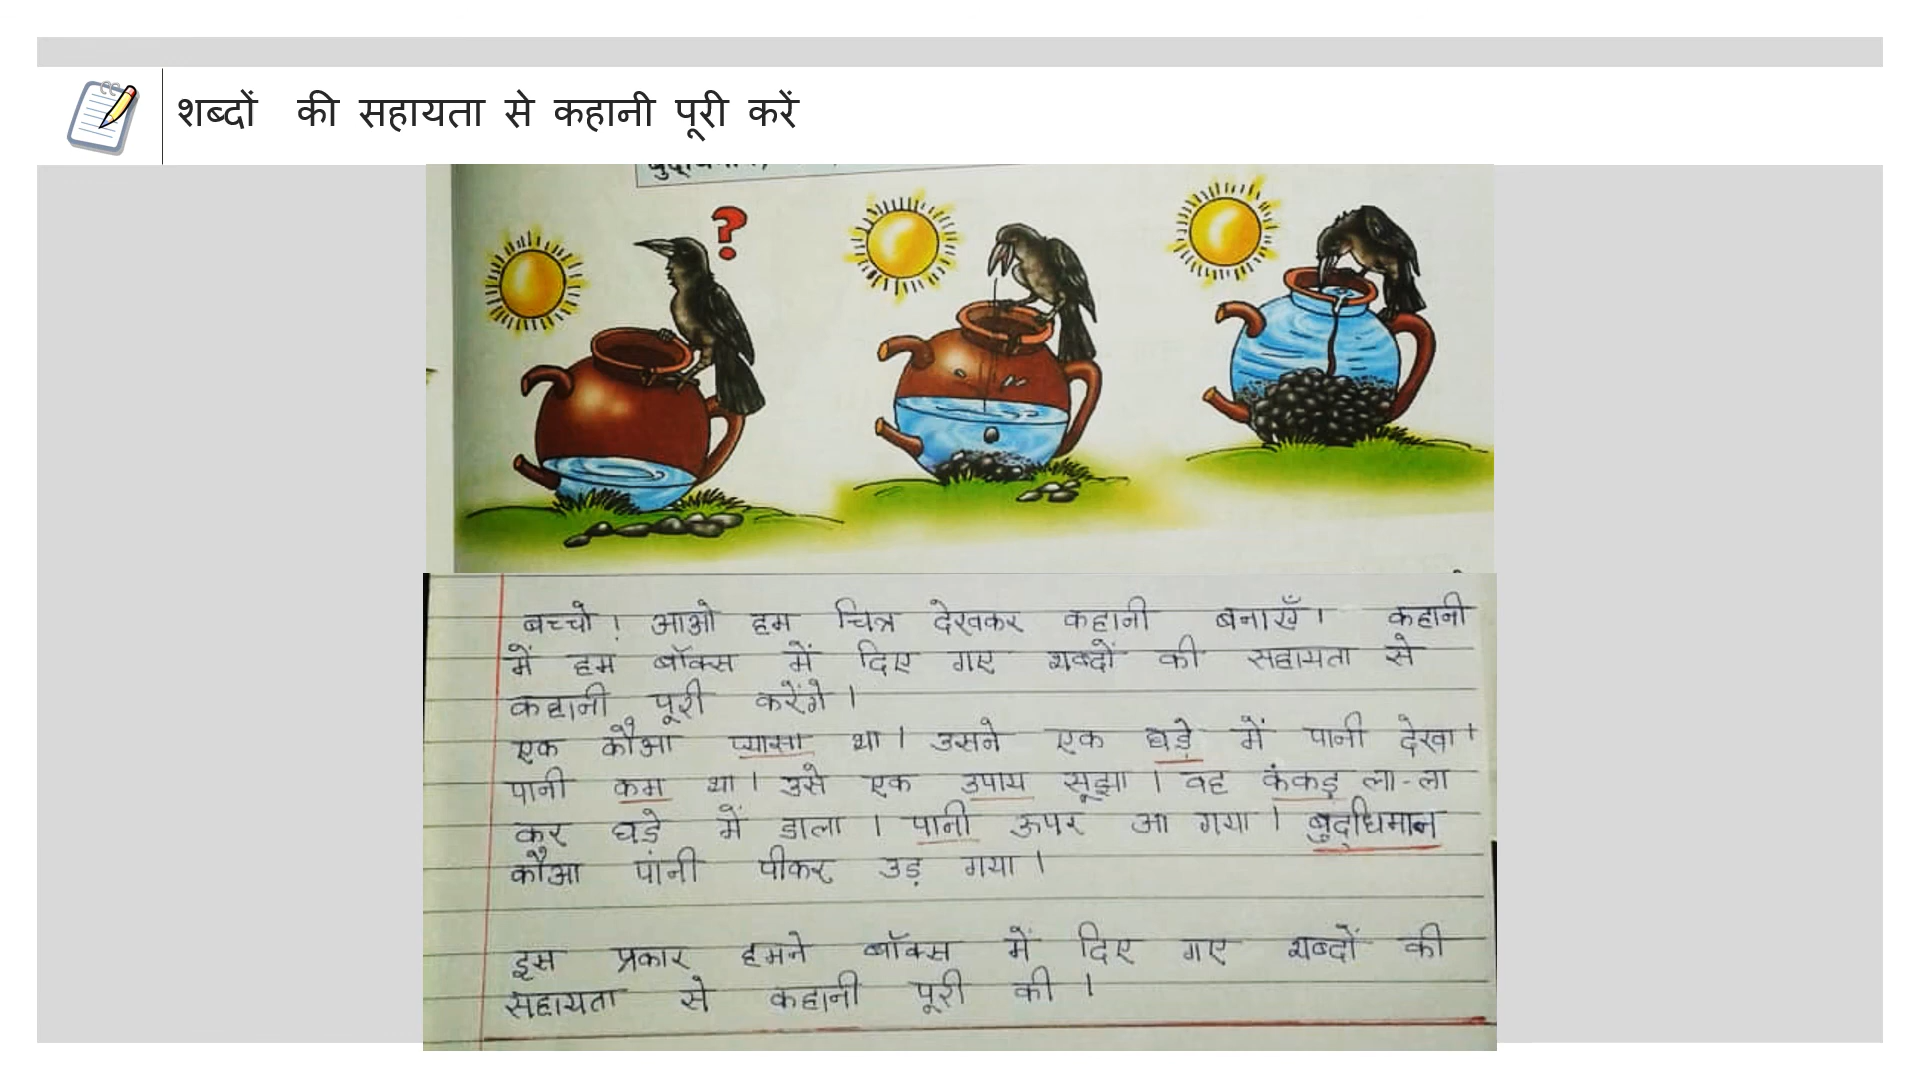 शब्दों की सहायता से कहानी पूरी करें
बच्चो! आओ हम चित्र देखकर कहानी बनाएँ। कहानी
में हम बॉक्स में दिए गए शब्दों की सहायता से
कहानी पूरी करेंगे।
एक कौआ प्यासा था। उसने एक घड़े में पानी देखा।
पानी कम था। उसे एक उपाय सूझा। वह कंकड़ ला-ला
कर घड़े में डाला। पानी ऊपर आ गया। बुद्धिमान
कौआ पांनी पीकर उड़ गया।
इस प्रकार हमने बॉक्स में दिए गए शब्दों की
सहायता से कहानी पूरी की।